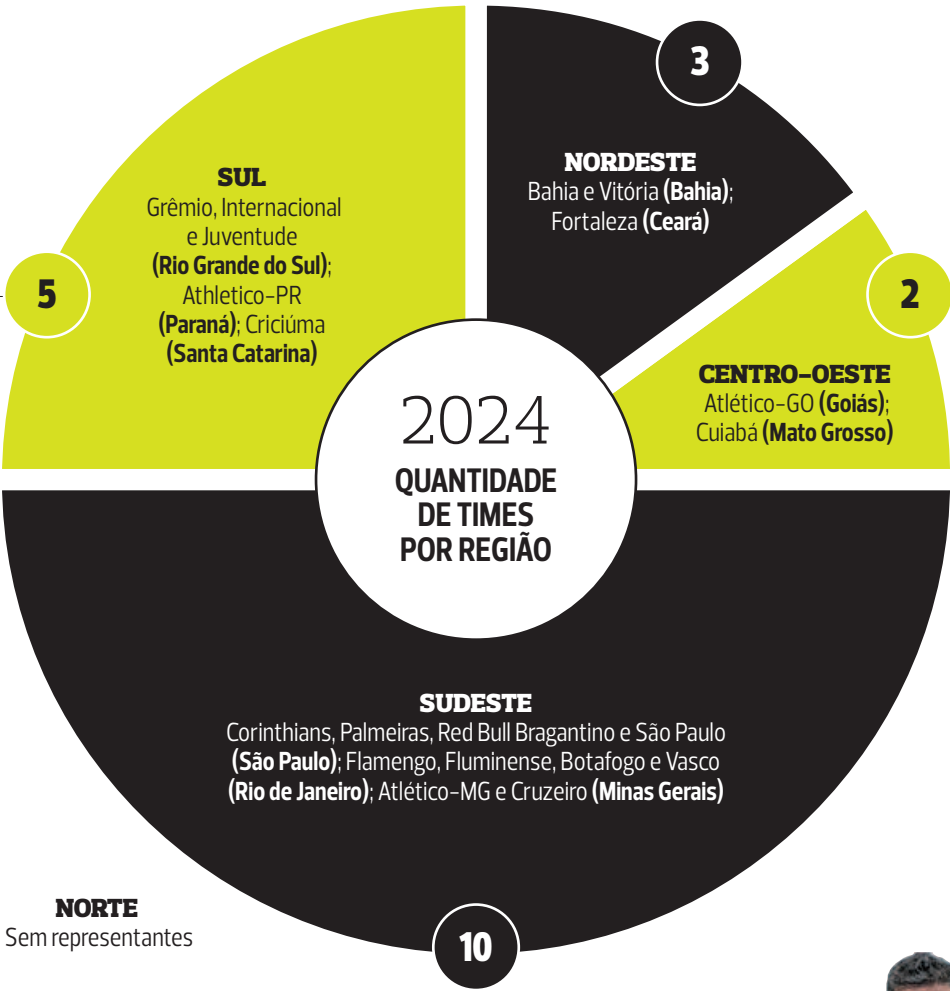 3
NORDESTE
Bahia e Vitória (Bahia);
Fortaleza (Ceará)
SUL
Grêmio, Internacional
e Juventude
(Rio Grande do Sul);
Athletico-PR
(Paraná); Criciúma
(Santa Catarina)
5
2
CENTRO-OESTE
Atlético-GO (Goiás);
Cuiabá (Mato Grosso)
2024
QUANTIDADE
DE TIMES
POR REGIÃO
SUDESTE
Corinthians, Palmeiras, Red Bull Bragantino e São Paulo
(São Paulo); Flamengo, Fluminense, Botafogo e Vasco
(Rio de Janeiro); Atlético-MG e Cruzeiro (Minas Gerais)
NORTE
Sem representantes
10